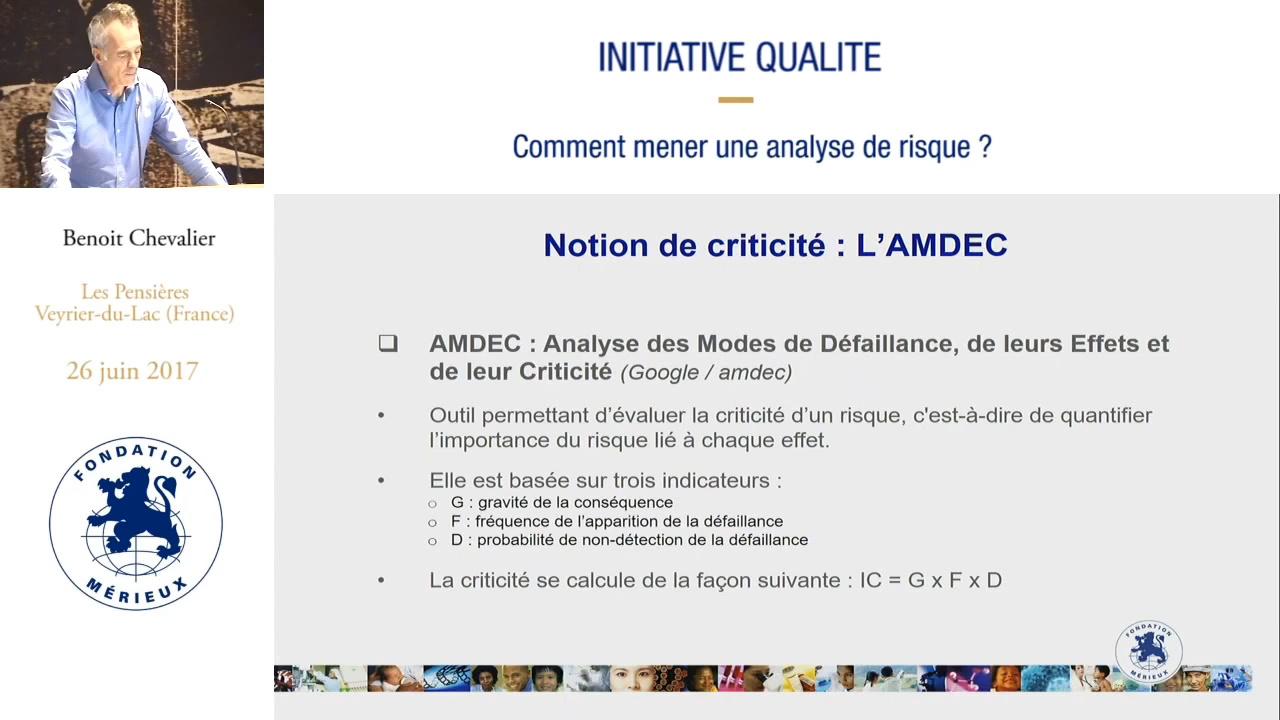 INITIATIVE QUALITE
Comment mener une analyse de risque ?
Benoit Chevalier
Les Pensières
Veyrier-du-Lac (France)
26 juin 2017
FONDATION
MÉRIEUX
Notion de criticité : L’AMDEC
❑ AMDEC : Analyse des Modes de Défaillance, de leurs Effets et
de leur Criticité (Google / amdec)
• Outil permettant d’évaluer la criticité d’un risque, c'est-à-dire de quantifier
l’importance du risque lié à chaque effet.
• Elle est basée sur trois indicateurs :
o G : gravité de la conséquence
o F : fréquence de l’apparition de la défaillance
o D : probabilité de non-détection de la défaillance
• La criticité se calcule de la façon suivante : IC = G x F x D
FONDATION
MÉRIEUX